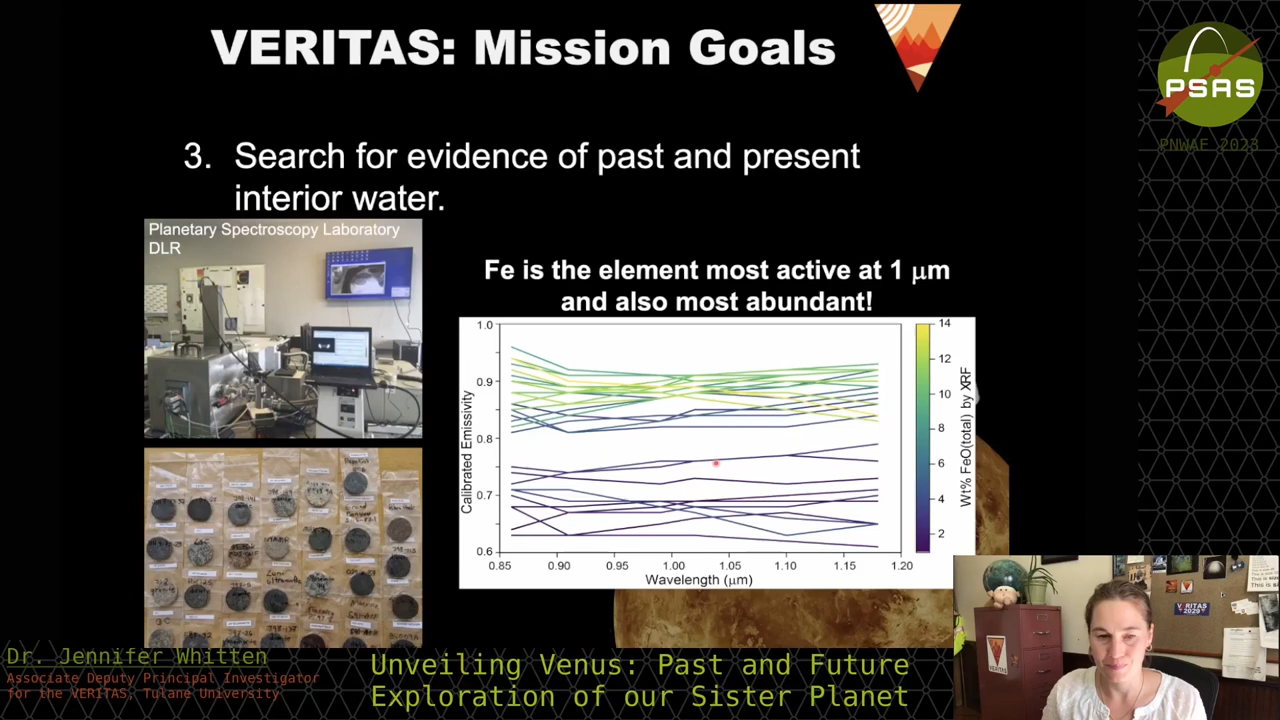 VERITAS: Mission Goals
PSAS
PNWAE 2023
3. Search for evidence of past and present
interior water.
Planetary Spectroscopy Laboratory
DLR
Fe is the element most active at 1 μm
and also most abundant!
1.0
0.9
0.8
0.7
0.6
Calibrated Emissivity
0.85 0.90 0.95 1.00 1.05 1.10 1.15 1.20
Wavelength (μm)
14
12
10
8
6
4
2
Wt% FeO(total) by XRF
VERITAS
2029
Dr. Jennifer Whitten
Associate Deputy Principal Investigator
for the VERITAS, Tulane University
Unveiling Venus: Past and Future
Exploration of our Sister Planet